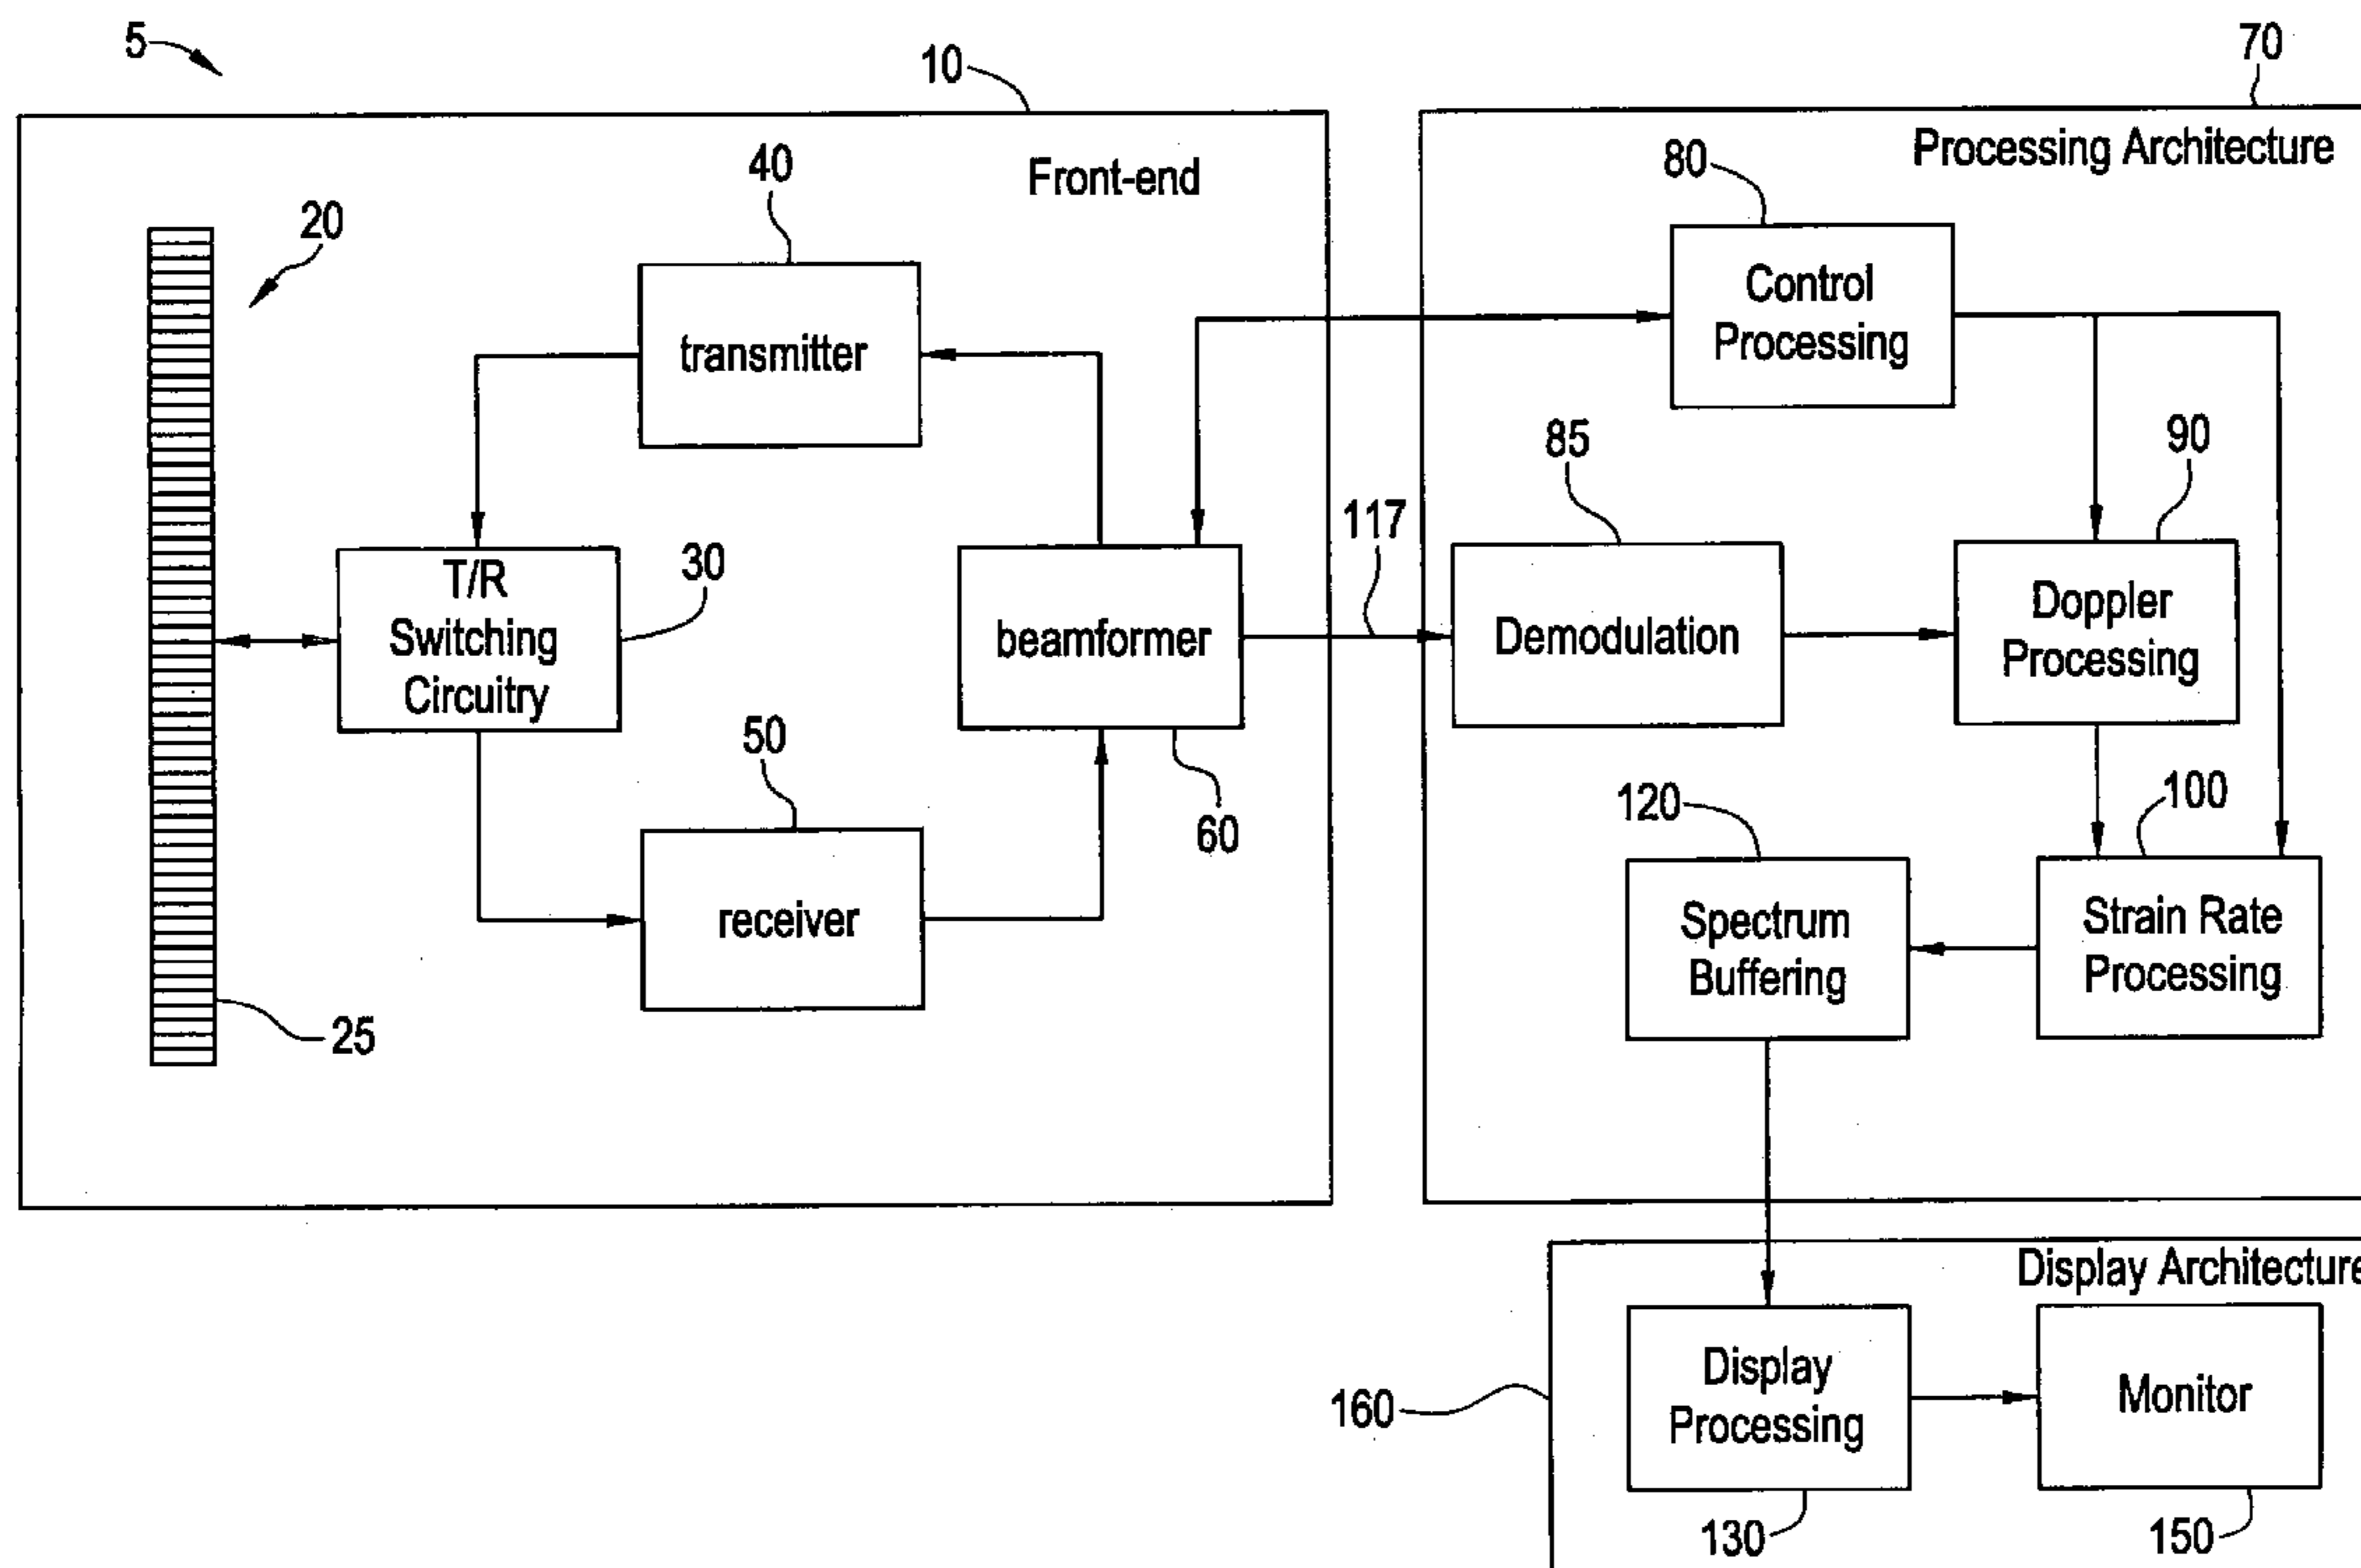 5
10
70
Front-end
Processing Architecture
20
40
80
transmitter
Control
Processing
85
90
117
T/R
Switching
Circuitry
30
beamformer
Demodulation
Doppler
Processing
50
60
120
100
receiver
Spectrum
Buffering
Strain Rate
Processing
25
Display Architecture
160
Display
Processing
Monitor
130
150